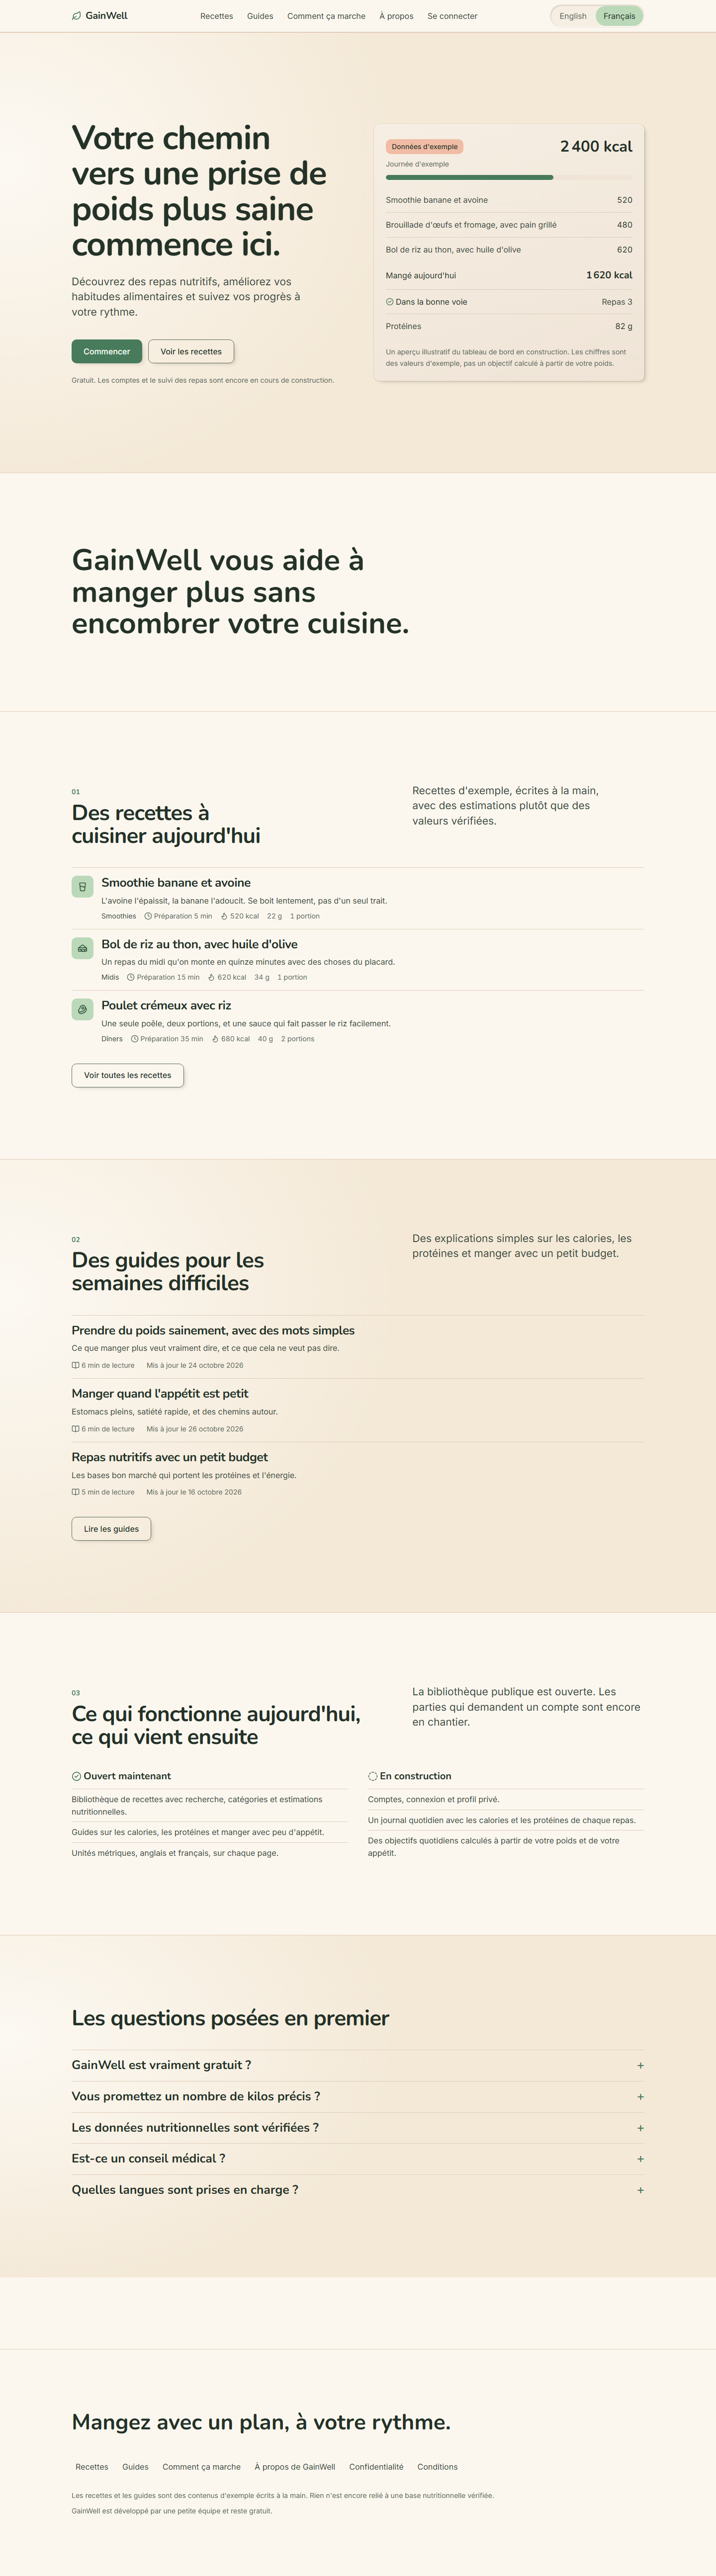 GainWell
Recettes
Guides
Comment ça marche
À propos
Se connecter
English
Français
Votre chemin
vers une prise de
poids plus saine
commence ici.
Découvrez des repas nutritifs, améliorez vos
habitudes alimentaires et suivez vos progrès à
votre rythme.
Commencer
Voir les recettes
Gratuit. Les comptes et le suivi des repas sont encore en cours de construction.
Données d'exemple
2 400 kcal
Journée d'exemple
Smoothie banane et avoine 520
Brouillade d'œufs et fromage, avec pain grillé 480
Bol de riz au thon, avec huile d'olive 620
Mangé aujourd'hui 1 620 kcal
Dans la bonne voie Repas 3
Protéines 82 g
Un aperçu illustratif du tableau de bord en construction. Les chiffres sont
des valeurs d'exemple, pas un objectif calculé à partir de votre poids.
GainWell vous aide à
manger plus sans
encombrer votre cuisine.
01
Des recettes à
cuisiner aujourd'hui
Recettes d'exemple, écrites à la main,
avec des estimations plutôt que des
valeurs vérifiées.
Smoothie banane et avoine
L'avoine l'épaissit, la banane l'adoucit. Se boit lentement, pas d'un seul trait.
Smoothies Préparation 5 min 520 kcal 22 g 1 portion
Bol de riz au thon, avec huile d'olive
Un repas du midi qu'on monte en quinze minutes avec des choses du placard.
Midis Préparation 15 min 620 kcal 34 g 1 portion
Poulet crémeux avec riz
Une seule poêle, deux portions, et une sauce qui fait passer le riz facilement.
Dîners Préparation 35 min 680 kcal 40 g 2 portions
Voir toutes les recettes
02
Des guides pour les
semaines difficiles
Des explications simples sur les calories, les
protéines et manger avec un petit budget.
Prendre du poids sainement, avec des mots simples
Ce que manger plus veut vraiment dire, et ce que cela ne veut pas dire.
6 min de lecture Mis à jour le 24 octobre 2026
Manger quand l'appétit est petit
Estomacs pleins, satiété rapide, et des chemins autour.
6 min de lecture Mis à jour le 26 octobre 2026
Repas nutritifs avec un petit budget
Les bases bon marché qui portent les protéines et l'énergie.
5 min de lecture Mis à jour le 16 octobre 2026
Lire les guides
03
Ce qui fonctionne aujourd'hui,
ce qui vient ensuite
La bibliothèque publique est ouverte. Les
parties qui demandent un compte sont encore
en chantier.
Ouvert maintenant
Bibliothèque de recettes avec recherche, catégories et estimations
nutritionnelles.
Guides sur les calories, les protéines et manger avec peu d'appétit.
Unités métriques, anglais et français, sur chaque page.
En construction
Comptes, connexion et profil privé.
Un journal quotidien avec les calories et les protéines de chaque repas.
Des objectifs quotidiens calculés à partir de votre poids et de votre
appétit.
Les questions posées en premier
GainWell est vraiment gratuit ? +
Vous promettez un nombre de kilos précis ? +
Les données nutritionnelles sont vérifiées ? +
Est-ce un conseil médical ? +
Quelles langues sont prises en charge ? +
Mangez avec un plan, à votre rythme.
Recettes
Guides
Comment ça marche
À propos de GainWell
Confidentialité
Conditions
Les recettes et les guides sont des contenus d'exemple écrits à la main. Rien n'est encore relié à une base nutritionnelle vérifiée.
GainWell est développé par une petite équipe et reste gratuit.